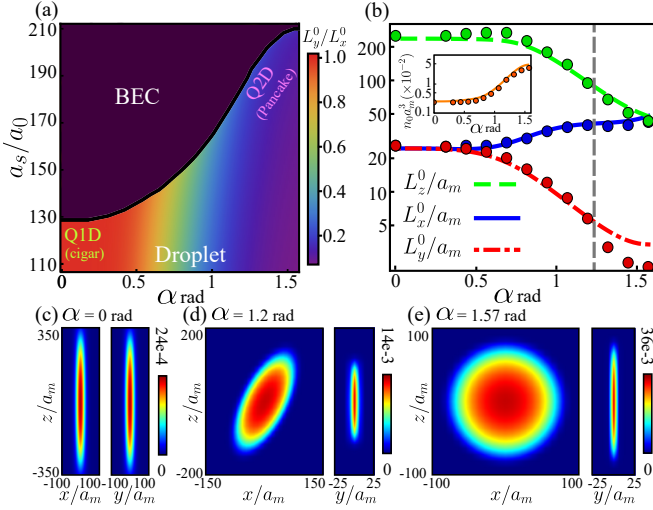 (a)
a_s/a_0
210
190
170
150
130
110
BEC
Q2D
(Pancake)
Q1D
(cigar)
Droplet
0 0.5 1 1.5
α rad
L_y^0/L_x^0
1.0
0.8
0.6
0.4
0.2
(b)
200
100
50
20
10
5
L_z^0/a_m
L_x^0/a_m
L_y^0/a_m
0 0.5 1 1.5
α rad
n_0a_m^3(×10^{-2})
5
1
0.5
0.1
0 0.5 1 1.5
α rad
(c) α = 0 rad
350
z/a_m
-350
-100 100
x/a_m
-100 100
y/a_m
24e-4
0
(d) α = 1.2 rad
200
z/a_m
-200
-150 150
x/a_m
-25 25
y/a_m
14e-3
0
(e) α = 1.57 rad
100
z/a_m
-100
-100 100
x/a_m
-25 25
y/a_m
36e-3
0